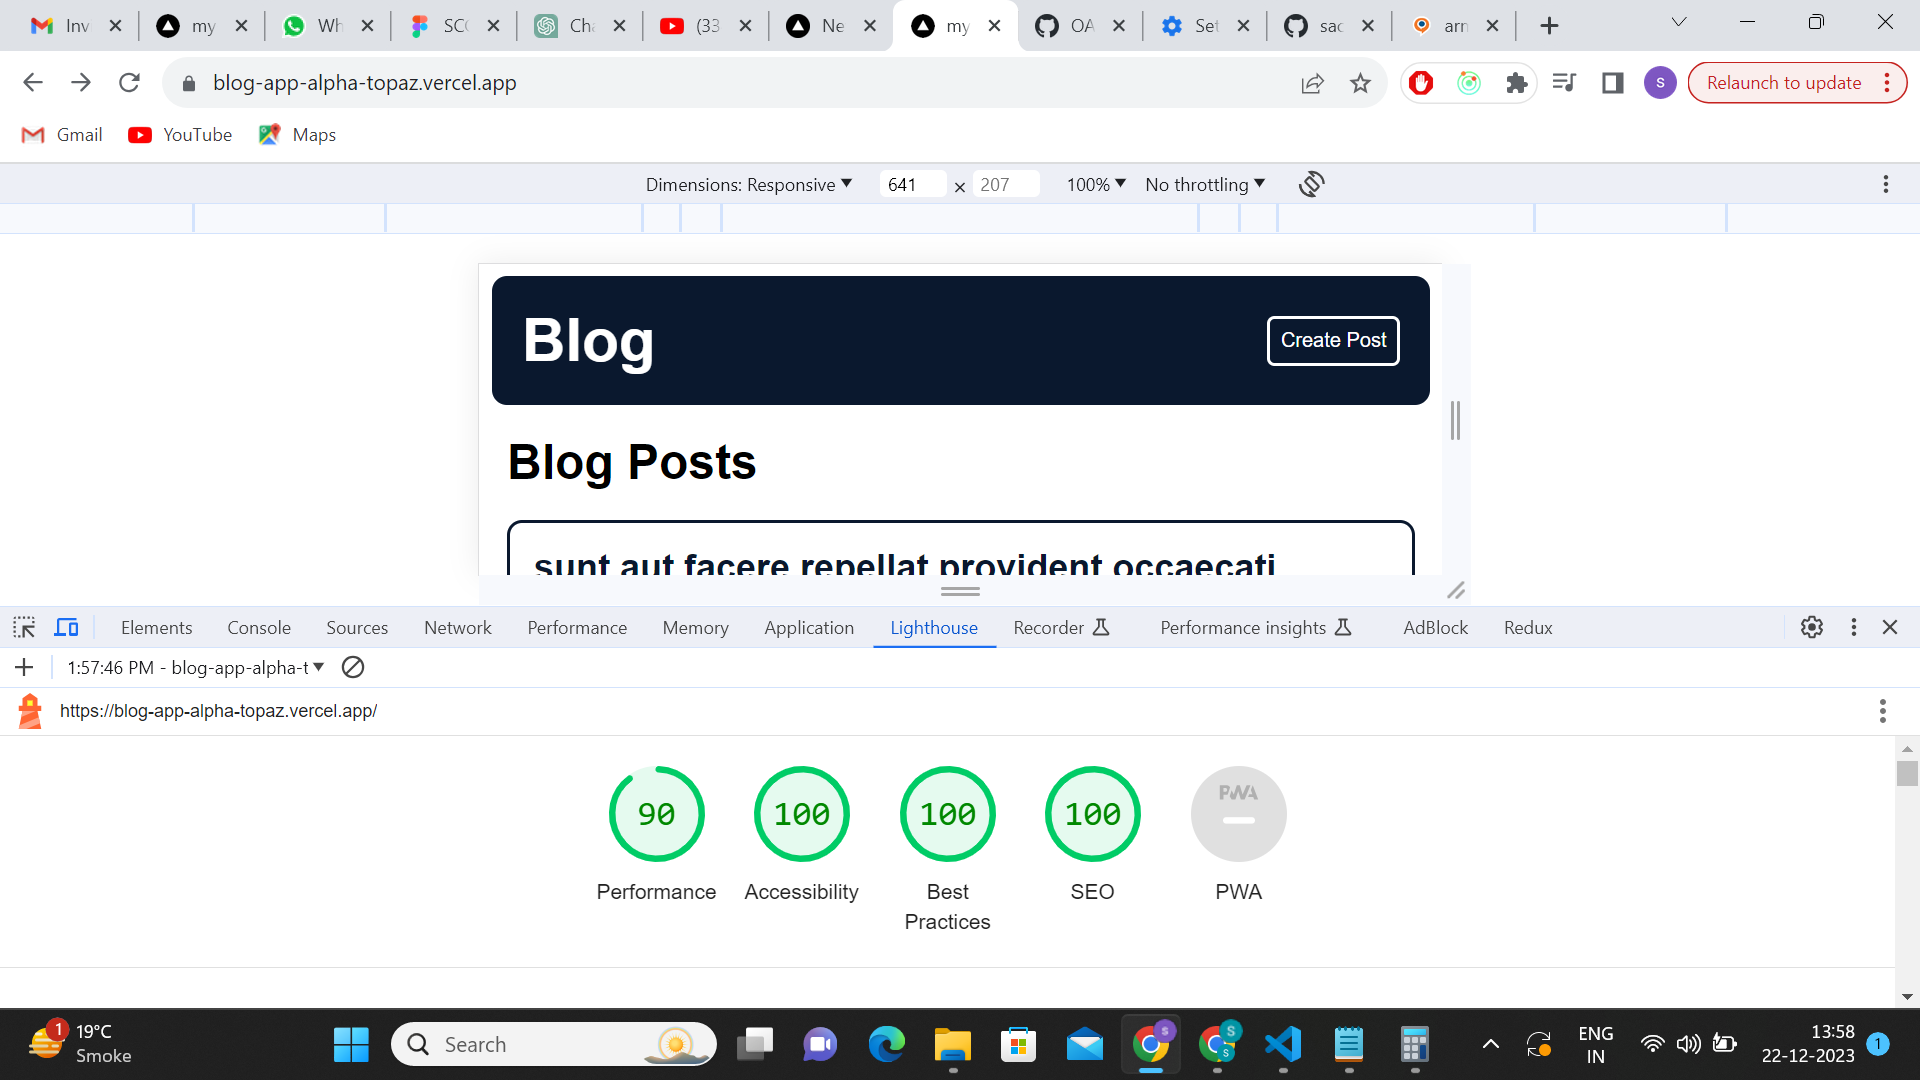 Inv my Wh SCO Cha (33 Ne my OA Set sac arn
blog-app-alpha-topaz.vercel.app
S
Relaunch to update
Gmail YouTube Maps
Dimensions: Responsive 641 × 207 100% No throttling
Blog
Create Post
Blog Posts
sunt aut facere repellat provident occaecati
Elements Console Sources Network Performance Memory Application Lighthouse Recorder Performance insights AdBlock Redux
1:57:46 PM - blog-app-alpha-t
https://blog-app-alpha-topaz.vercel.app/
90 100 100 100 PWA
Performance Accessibility Best Practices SEO PWA
1 19°C
Smoke
Search
S S S
ENG
IN
13:58
22-12-2023
1